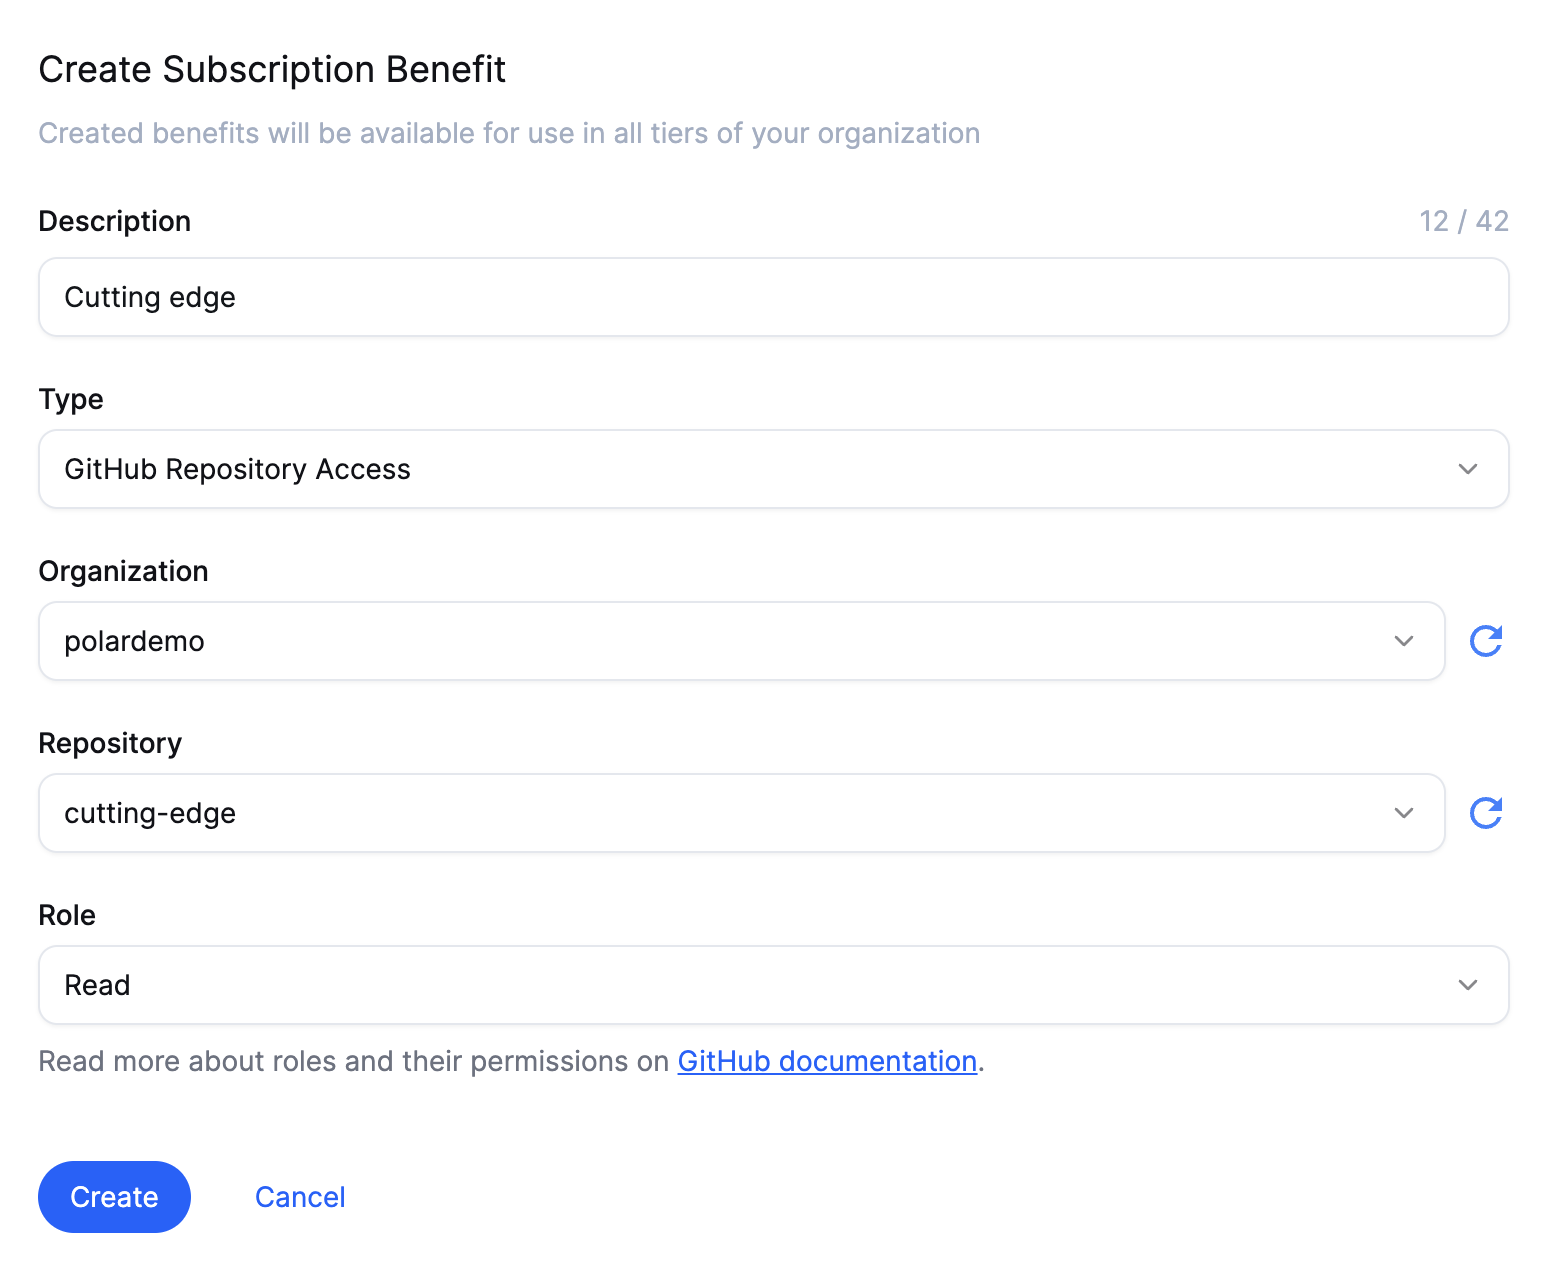 Create Subscription Benefit
Created benefits will be available for use in all tiers of your organization
Description
12 / 42
Cutting edge
Type
GitHub Repository Access
Organization
polardemo
Repository
cutting-edge
Role
Read
Read more about roles and their permissions on GitHub documentation.
Create
Cancel